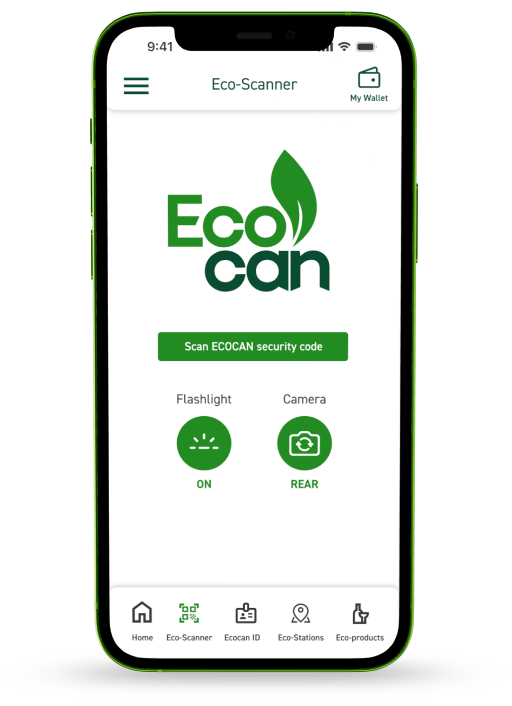 9:41
Eco-Scanner
My Wallet
Eco
can
Scan ECOCAN security code
Flashlight Camera
ON REAR
Home Eco-Scanner Ecocan ID Eco-Stations Eco-products